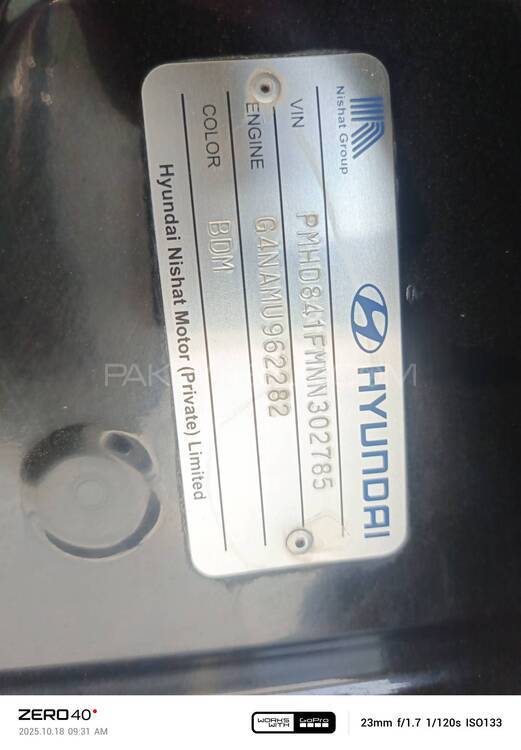 Nishat Group
HYUNDAI
VIN PMHD841FMNN302785
ENGINE G4NAMU962282
COLOR BDM
Hyundai Nishat Motor (Private) Limited
ZERO40
2025.10.18 09:31 AM
WORKS WITH GoPro
23mm f/1.7 1/120s ISO133